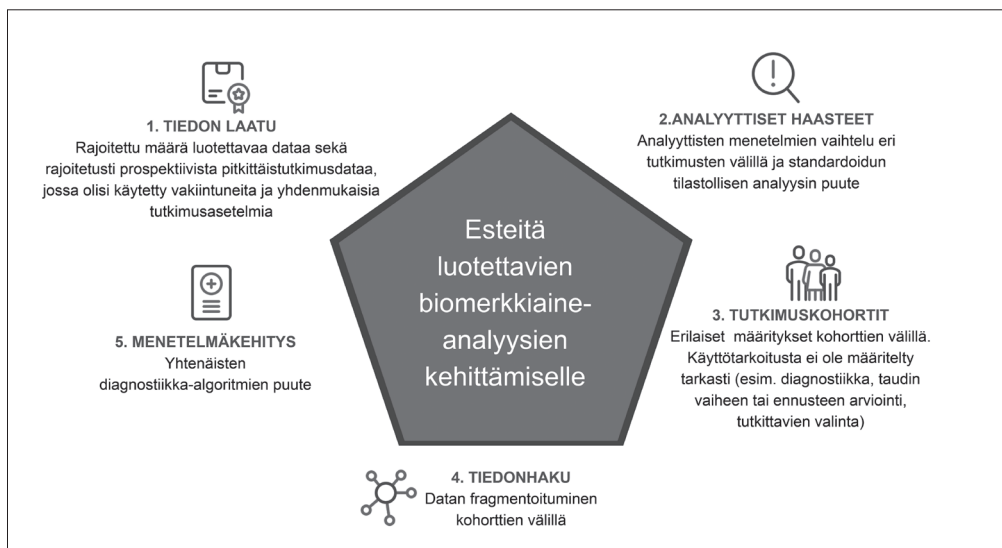 1. TIEDON LAATU
Rajoitettu määrä luotettavaa dataa sekä
rajoitetusti prospektiivista pitkittäistutkimusdataa,
jossa olisi käytetty vakiintuneita ja yhdenmukaisia
tutkimusasetelmia
2.ANALYYTTISET HAASTEET
Analyyttisten menetelmien vaihtelu eri
tutkimusten välillä ja standardoidun
tilastollisen analyysin puute
Esteitä
luotettavien
biomerkkiaine-
analyysien
kehittämiselle
3. TUTKIMUSKOHORTIT
Erilaiset määritykset kohorttien välillä.
Käyttötarkoitusta ei ole määritelty
tarkasti (esim. diagnostiikka, taudin
vaiheen tai ennusteen arviointi,
tutkittavien valinta)
4. TIEDONHAKU
Datan fragmentoituminen
kohorttien välillä
5. MENETELMÄKEHITYS
Yhtenäisten
diagnostiikka-algoritmien puute